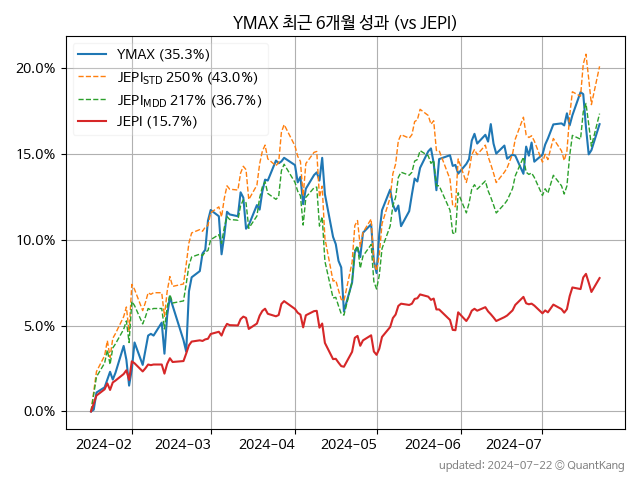 YMAX 최근 6개월 성과 (vs JEPI)
YMAX (35.3%)
JEPISTD 250% (43.0%)
JEPIMDD 217% (36.7%)
JEPI (15.7%)
20.0%
15.0%
10.0%
5.0%
0.0%
2024-02 2024-03 2024-04 2024-05 2024-06 2024-07
updated: 2024-07-22 © QuantKang